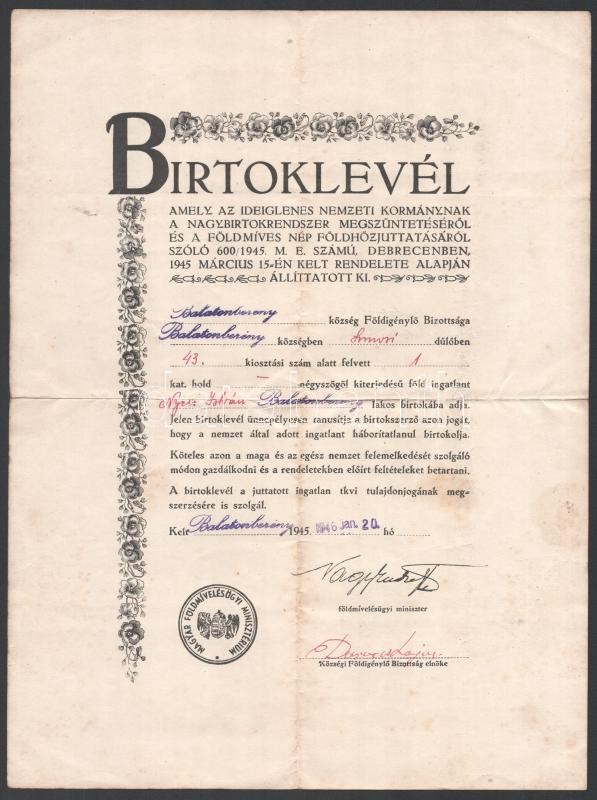 BIRTOKLEVÉL
AMELY AZ IDEIGLENES NEMZETI KORMÁNYNAK
A NAGYBIRTOKRENDSZER MEGSZÜNTETÉSÉRŐL
ÉS A FÖLDMÍVES NÉP FÖLDHÖZJUTTATÁSÁRÓL
SZÓLÓ 600/1945. M. E. SZÁMÚ, DEBRECENBEN,
1945 MÁRCIUS 15-ÉN KELT RENDELETE ALAPJÁN
ÁLLÍTTATOTT KI.
Balatonberény község Földigénylő Bizottsága
Balatonberény községben dűlőben
43. kiosztási szám alatt felvett 1
kat. hold — négyszögöl kiterjedésű föld ingatlant
István Balatonberény lakos birtokába adja.
Jelen birtoklevél ünnepélyesen tanusítja a birtokszerző azon jogát,
hogy a nemzet által adott ingatlant háborítatlanul birtokolja.
Köteles azon a maga és az egész nemzet felemelkedését szolgáló
módon gazdálkodni és a rendeletekben előírt feltételeket betartani.
A birtoklevél a juttatott ingatlan tkvi tulajdonjogának meg-
szerzésére is szolgál.
Kelt Balatonberény 1945. 1946 Jan. 20. hó
földmívelésügyi miniszter
MAGYAR FÖLDMÍVELÉSÜGYI MINISZTÉRIUM
Községi Földigénylő Bizottság elnöke